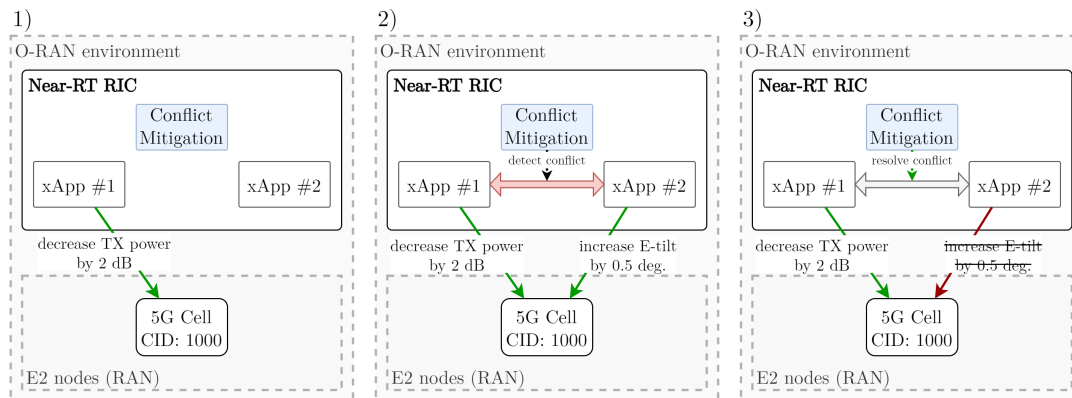 1)
O-RAN environment
Near-RT RIC
Conflict
Mitigation
xApp #1
xApp #2
decrease TX power
by 2 dB
5G Cell
CID: 1000
E2 nodes (RAN)
2)
O-RAN environment
Near-RT RIC
Conflict
Mitigation
detect conflict
xApp #1
xApp #2
decrease TX power
by 2 dB
increase E-tilt
by 0.5 deg.
5G Cell
CID: 1000
E2 nodes (RAN)
3)
O-RAN environment
Near-RT RIC
Conflict
Mitigation
resolve conflict
xApp #1
xApp #2
decrease TX power
by 2 dB
increase E-tilt
by 0.5 deg.
5G Cell
CID: 1000
E2 nodes (RAN)